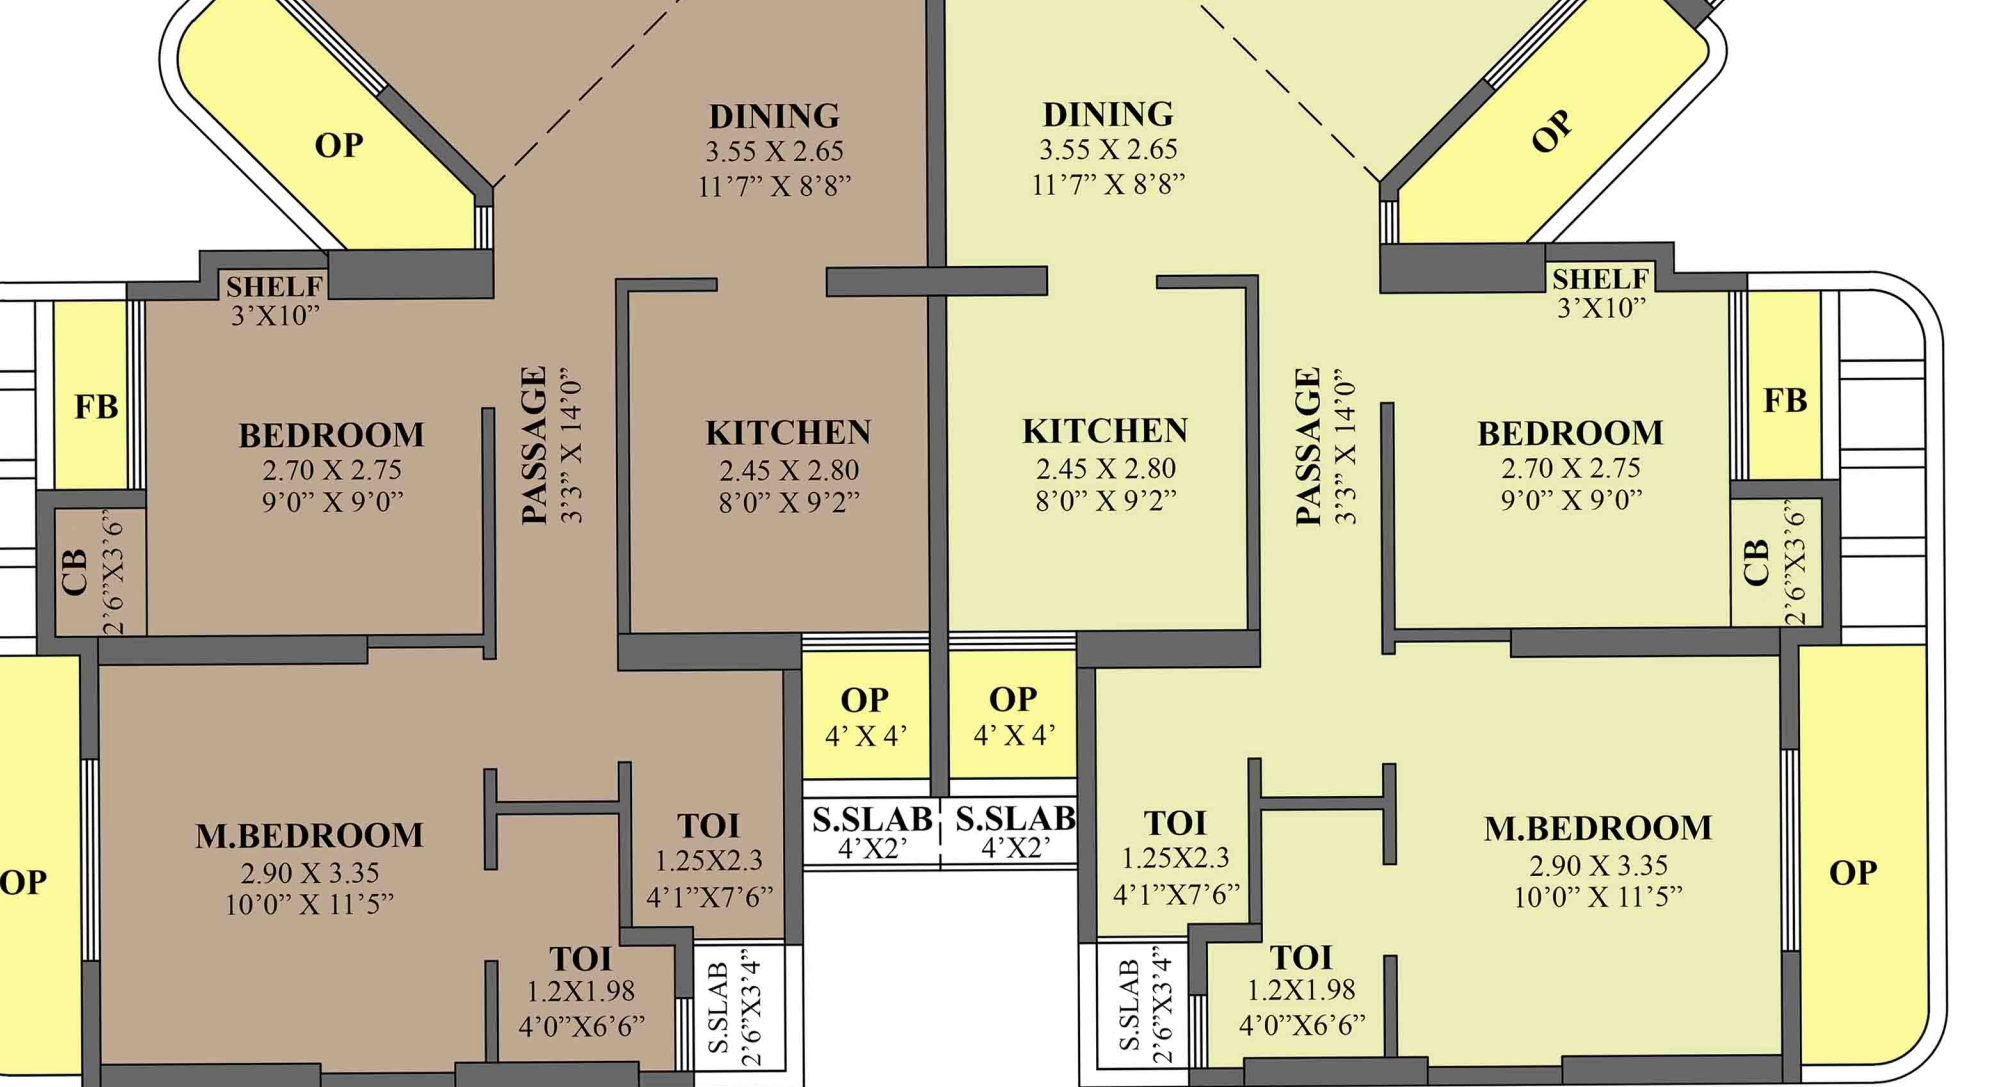 OP
DINING
3.55 X 2.65
11’7” X 8’8”
DINING
3.55 X 2.65
11’7” X 8’8”
OP
SHELF
3’X10”
SHELF
3’X10”
FB
BEDROOM
2.70 X 2.75
9’0” X 9’0”
PASSAGE
3’3” X 14’0”
KITCHEN
2.45 X 2.80
8’0” X 9’2”
KITCHEN
2.45 X 2.80
8’0” X 9’2”
PASSAGE
3’3” X 14’0”
BEDROOM
2.70 X 2.75
9’0” X 9’0”
FB
CB
2’6”X3’6”
CB
2’6”X3’6”
OP
4’ X 4’
OP
4’ X 4’
OP
M.BEDROOM
2.90 X 3.35
10’0” X 11’5”
TOI
1.25X2.3
4’1”X7’6”
S.SLAB
4’X2’
S.SLAB
4’X2’
TOI
1.25X2.3
4’1”X7’6”
M.BEDROOM
2.90 X 3.35
10’0” X 11’5”
OP
TOI
1.2X1.98
4’0”X6’6”
S.SLAB
2’6”X3’4”
S.SLAB
2’6”X3’4”
TOI
1.2X1.98
4’0”X6’6”